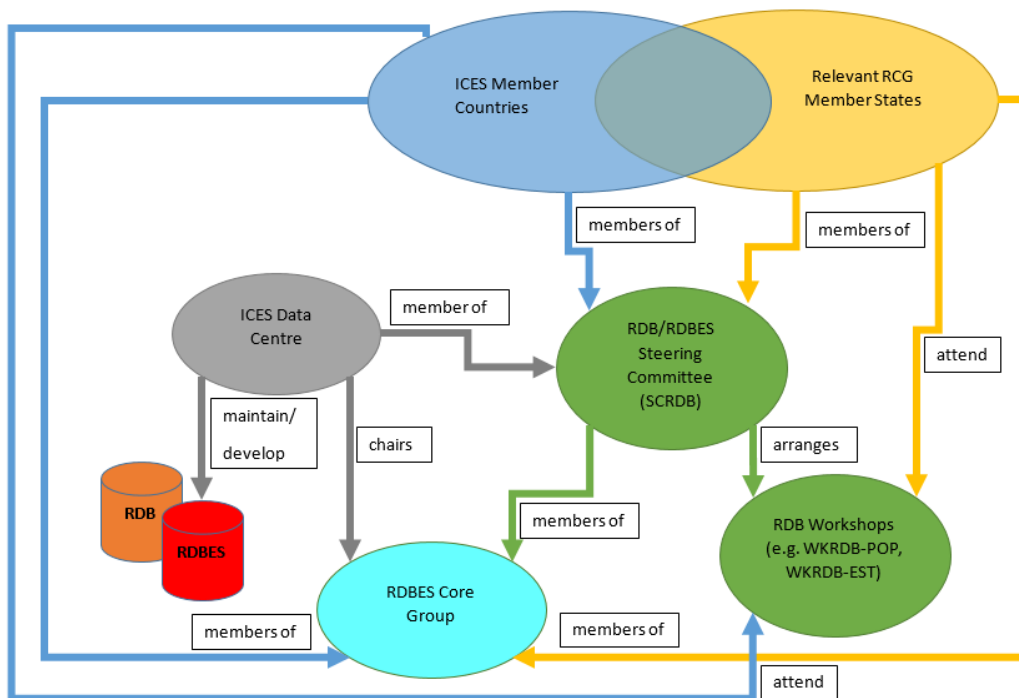 ICES Member
Countries
Relevant RCG
Member States
members of
members of
ICES Data
Centre
member of
RDB/RDBES
Steering
Committee
(SCRDB)
attend
maintain/
develop
chairs
arranges
RDB
RDBES
members of
RDB Workshops
(e.g. WKRDB-POP,
WKRDB-EST)
RDBES Core
Group
members of
members of
attend